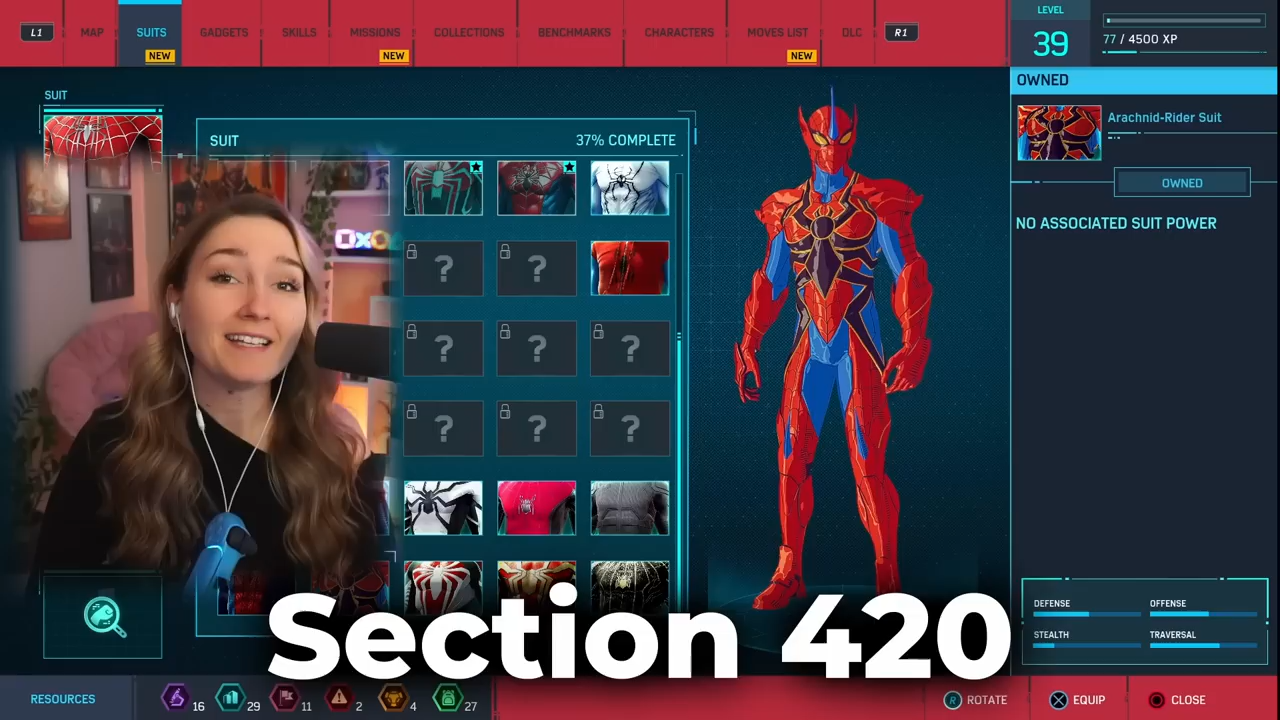 L1
MAP
SUITS
NEW
GADGETS
SKILLS
MISSIONS
NEW
COLLECTIONS
BENCHMARKS
CHARACTERS
MOVES LIST
NEW
DLC
R1
LEVEL
39
77 / 4500 XP
OWNED
Arachnid-Rider Suit
OWNED
NO ASSOCIATED SUIT POWER
SUIT
SUIT
37% COMPLETE
?
?
?
?
?
?
?
?
Section 420
DEFENSE
OFFENSE
STEALTH
TRAVERSAL
RESOURCES
16
29
11
2
4
27
R ROTATE
EQUIP
CLOSE